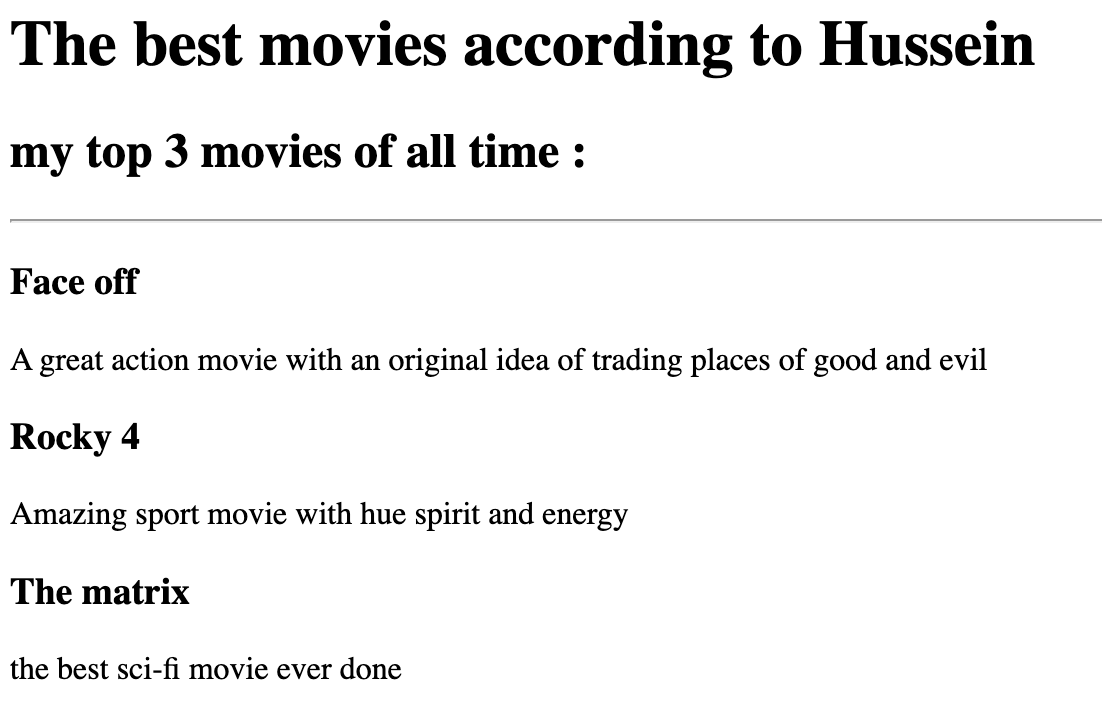 The best movies according to Hussein
my top 3 movies of all time :
Face off
A great action movie with an original idea of trading places of good and evil
Rocky 4
Amazing sport movie with hue spirit and energy
The matrix
the best sci-fi movie ever done